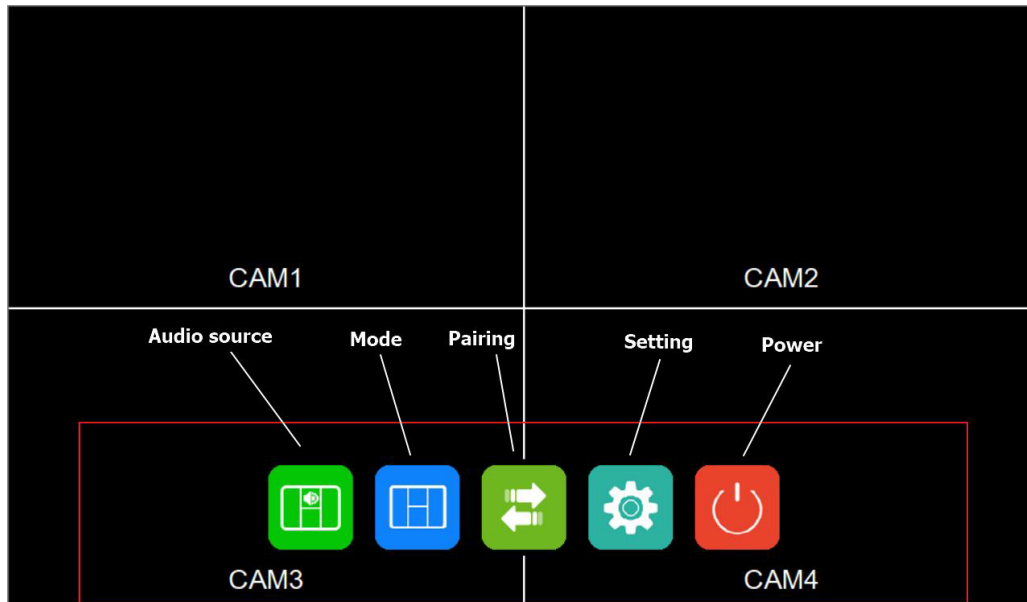 CAM1
CAM2
Audio source
Mode
Pairing
Setting
Power
CAM3
CAM4